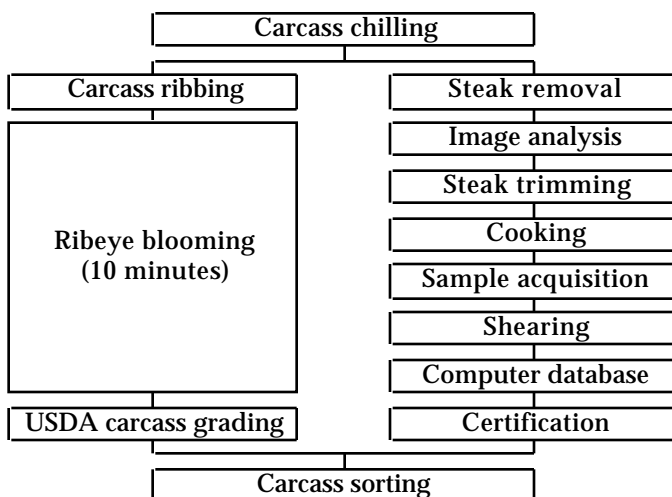 Carcass chilling
Carcass ribbing
Ribeye blooming
(10 minutes)
USDA carcass grading
Steak removal
Image analysis
Steak trimming
Cooking
Sample acquisition
Shearing
Computer database
Certification
Carcass sorting